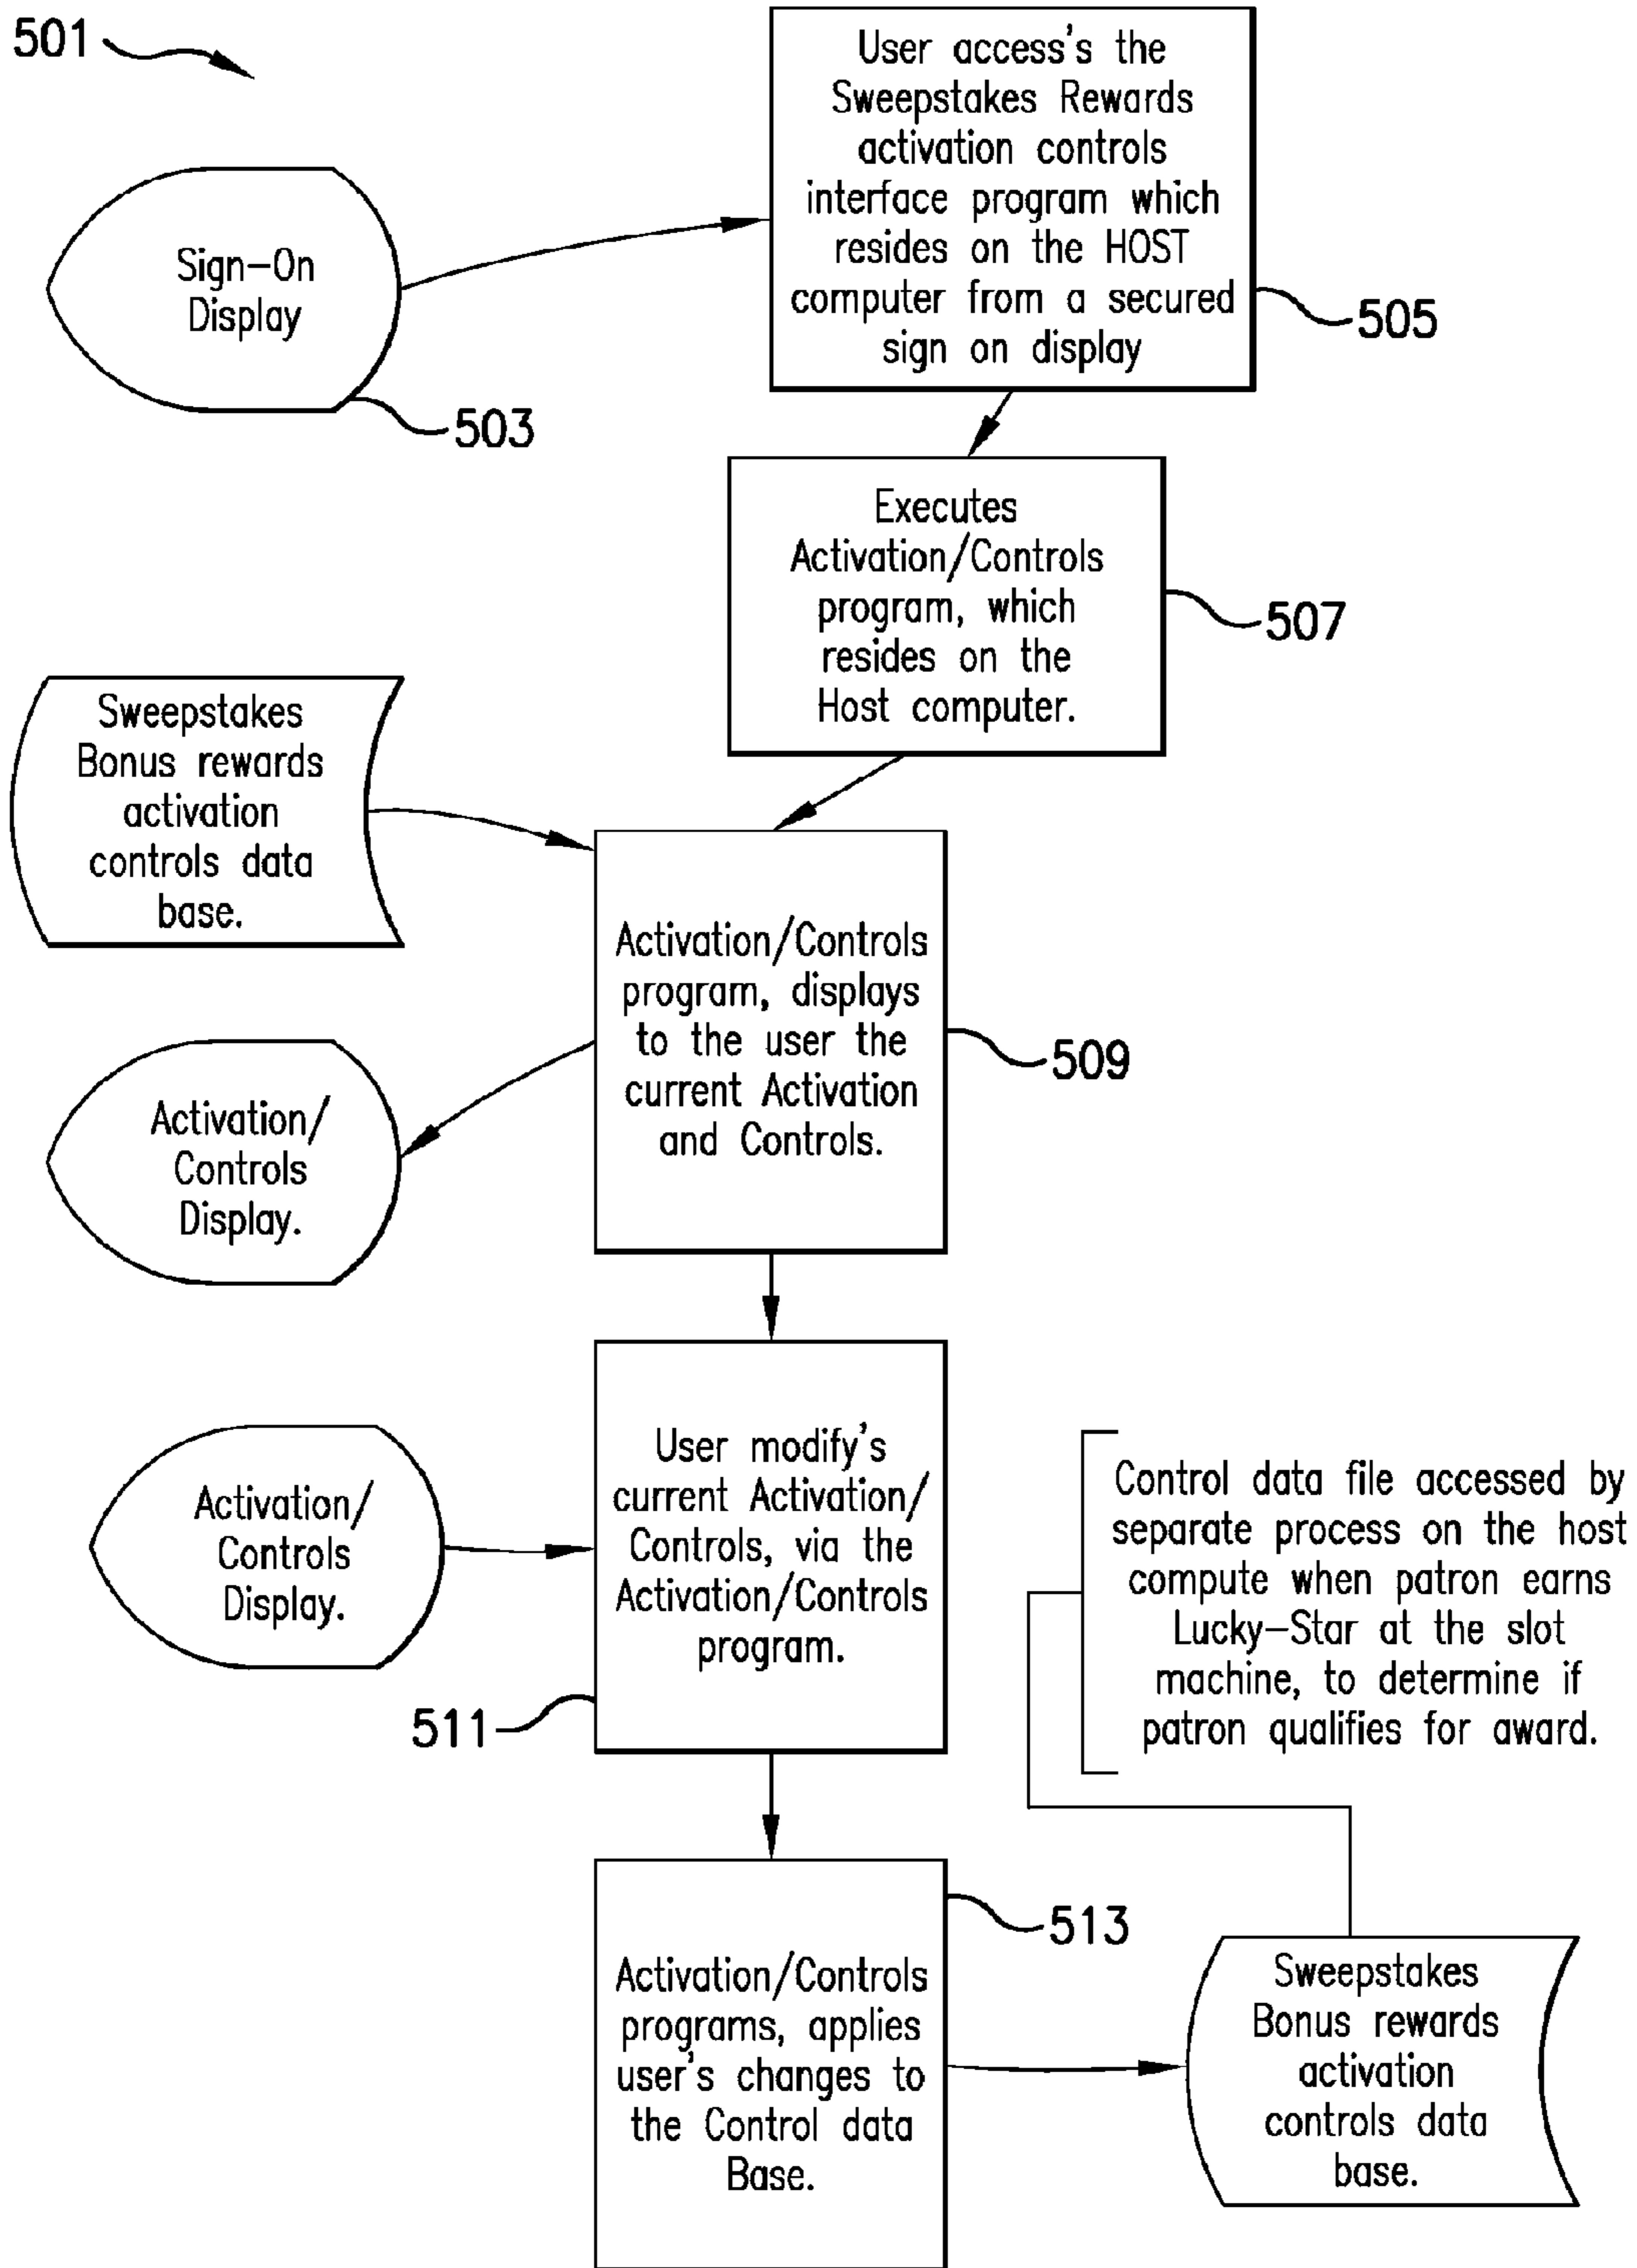 501
User access's the
Sweepstakes Rewards
activation controls
interface program which
resides on the HOST
computer from a secured
sign on display
505
Sign-On
Display
503
Executes
Activation/Controls
program, which
resides on the
Host computer.
507
Sweepstakes
Bonus rewards
activation
controls data
base.
Activation/Controls
program, displays
to the user the
current Activation
and Controls.
509
Activation/
Controls
Display.
User modify's
current Activation/
Controls, via the
Activation/Controls
program.
511
Activation/
Controls
Display.
Control data file accessed by
separate process on the host
compute when patron earns
Lucky-Star at the slot
machine, to determine if
patron qualifies for award.
513
Activation/Controls
programs, applies
user's changes to
the Control data
Base.
Sweepstakes
Bonus rewards
activation
controls data
base.